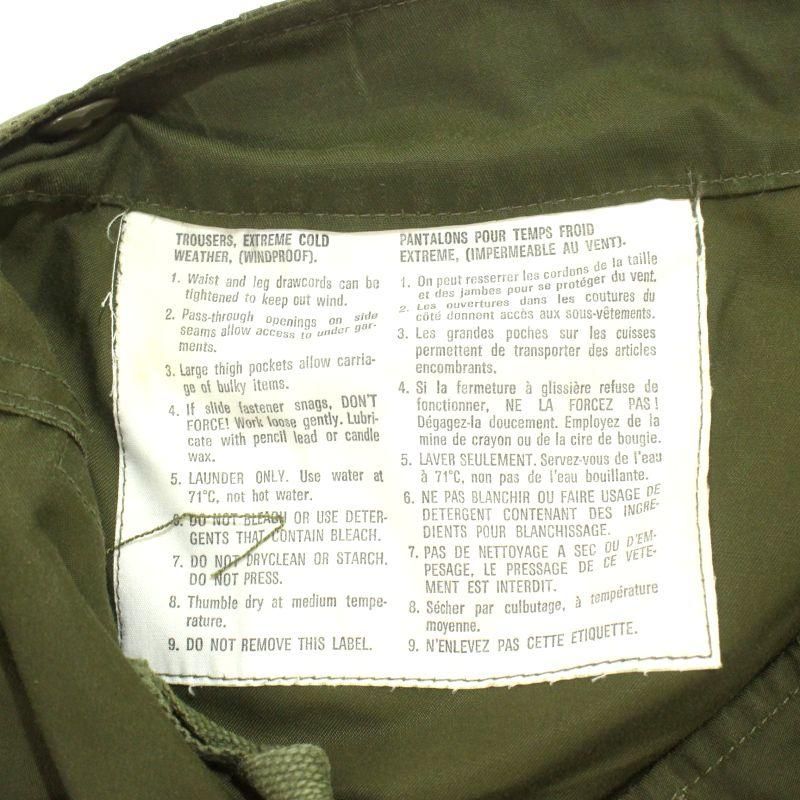 TROUSERS, EXTREME COLD
WEATHER, (WINDPROOF).
1. Waist and leg drawcords can be
tightened to keep out wind.
2. Pass-through openings on side
seams allow access to under gar-
ments.
3. Large thigh pockets allow carria-
ge of bulky items.
4. If slide fastener snags, DON'T
FORCE! Work loose gently. Lubri-
cate with pencil lead or candle
wax.
5. LAUNDER ONLY. Use water at
71°C, not hot water.
6. DO NOT BLEACH OR USE DETER-
GENTS THAT CONTAIN BLEACH.
7. DO NOT DRYCLEAN OR STARCH.
DO NOT PRESS.
8. Thumble dry at medium tempe-
rature.
9. DO NOT REMOVE THIS LABEL.
PANTALONS POUR TEMPS FROID
EXTREME, (IMPERMEABLE AU VENT).
1. On peut resserrer les cordons de la taille
et des jambes pour se protéger du vent.
2. Les ouvertures dans les coutures du
côté donnent accès aux sous-vêtements.
3. Les grandes poches sur les cuisses
permettent de transporter des articles
encombrants.
4. Si la fermeture à glissière refuse de
fonctionner, NE LA FORCEZ PAS!
Dégagez-la doucement. Employez de la
mine de crayon ou de la cire de bougie.
5. LAVER SEULEMENT. Servez-vous de l'eau
à 71°C, non pas de l'eau bouillante.
6. NE PAS BLANCHIR OU FAIRE USAGE DE
DETERGENT CONTENANT DES INGRE-
DIENTS POUR BLANCHISSAGE.
7. PAS DE NETTOYAGE A SEC OU D'EM-
PESAGE, LE PRESSAGE DE CE VETE-
MENT EST INTERDIT.
8. Sécher par culbutage, à température
moyenne.
9. N'ENLEVEZ PAS CETTE ETIQUETTE.